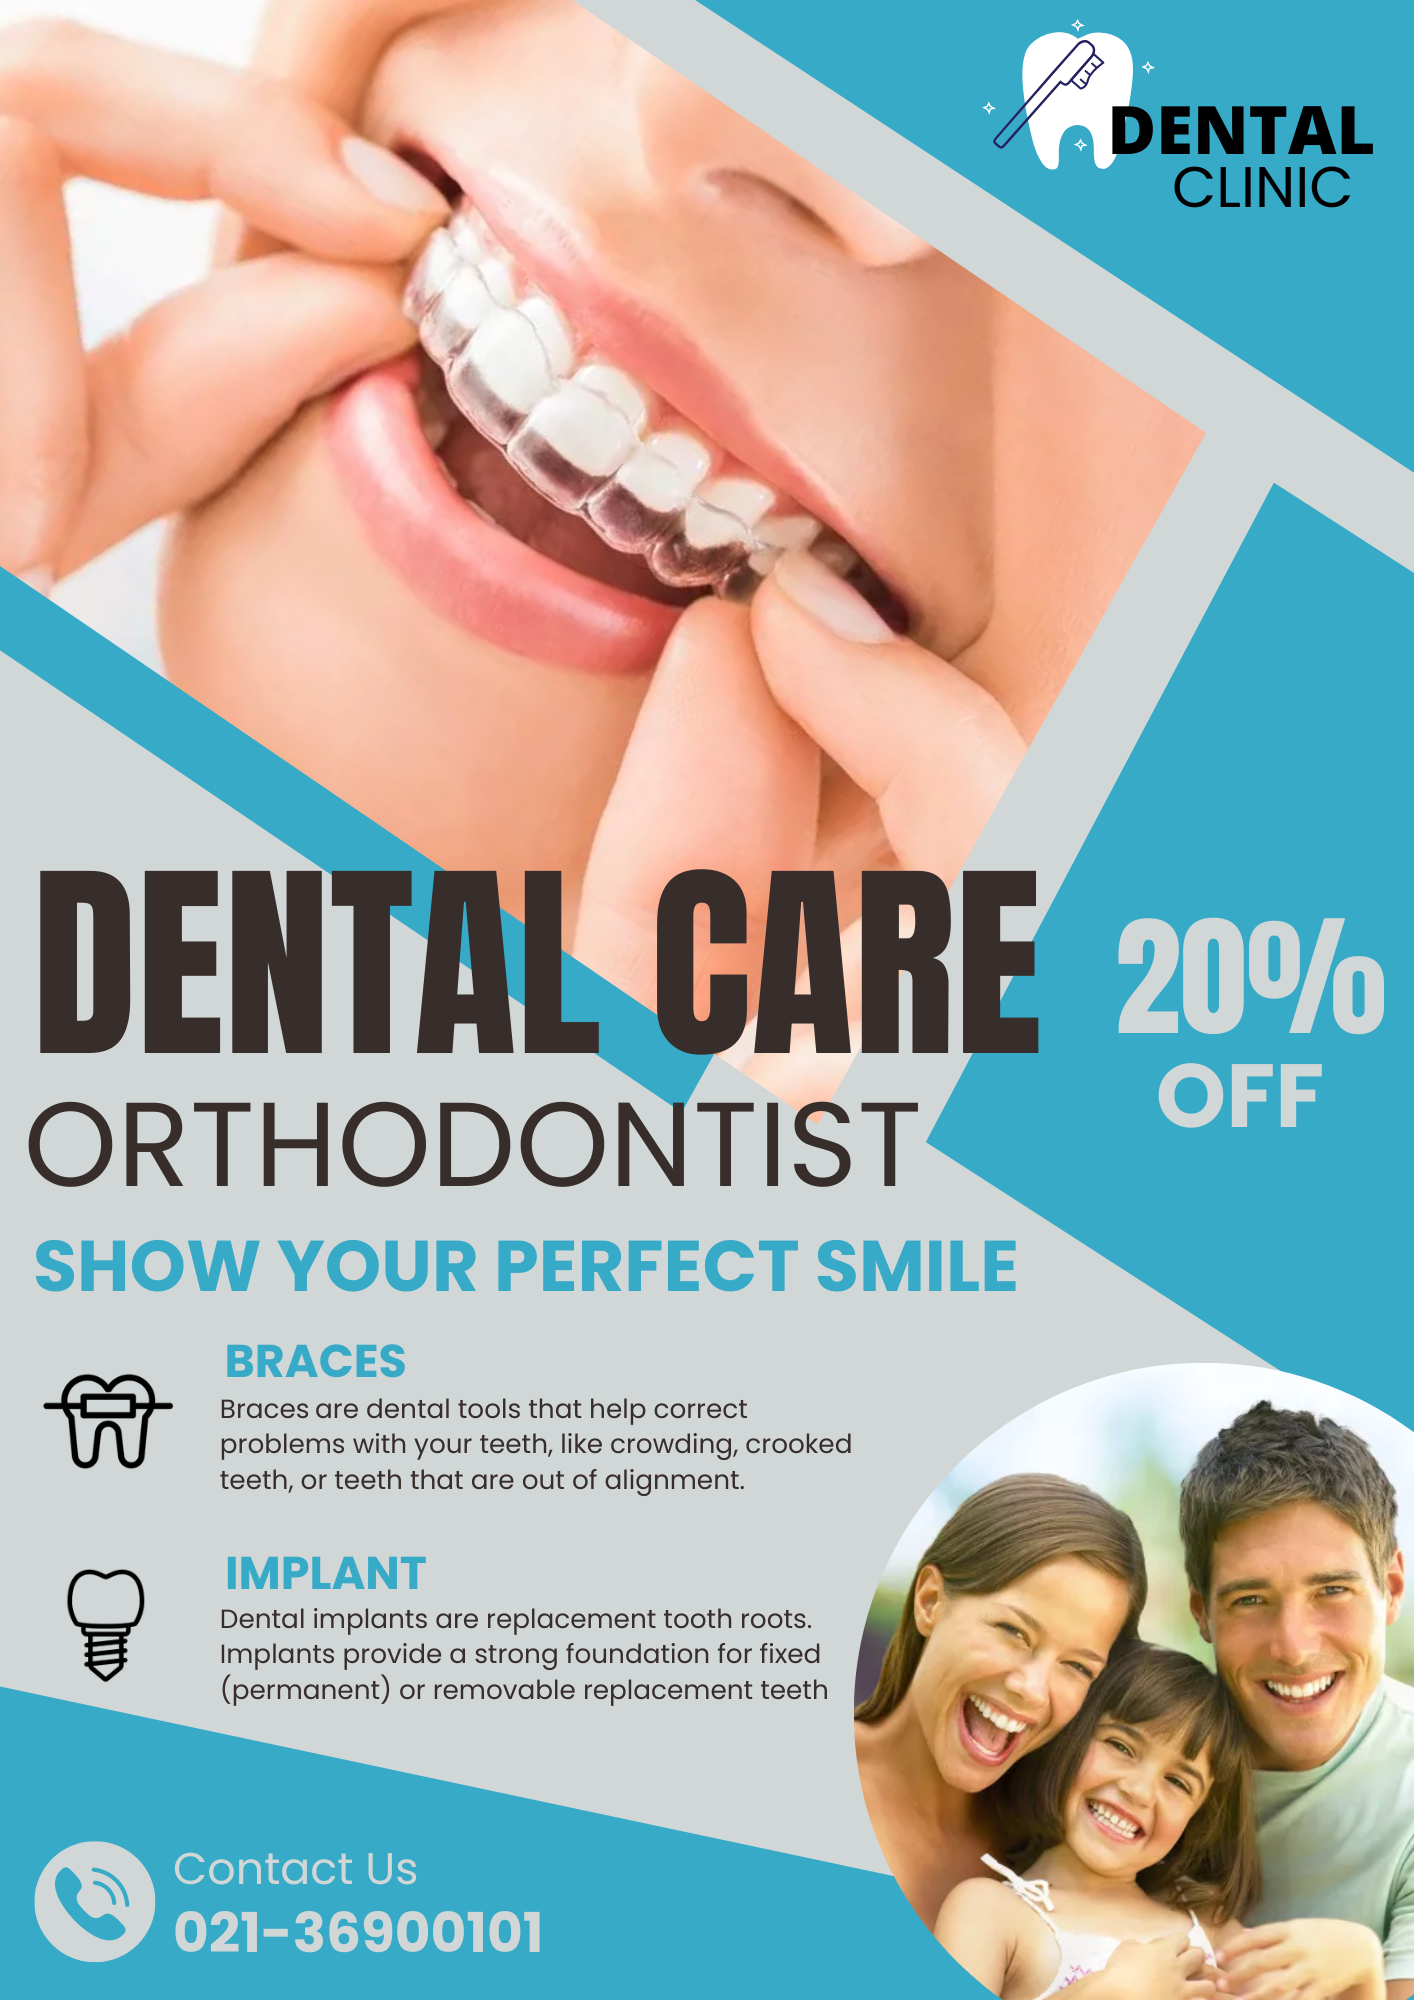 DENTAL
CLINIC
DENTAL CARE
20%
OFF
ORTHODONTIST
SHOW YOUR PERFECT SMILE
BRACES
Braces are dental tools that help correct
problems with your teeth, like crowding, crooked
teeth, or teeth that are out of alignment.
IMPLANT
Dental implants are replacement tooth roots.
Implants provide a strong foundation for fixed
(permanent) or removable replacement teeth
Contact Us
021-36900101